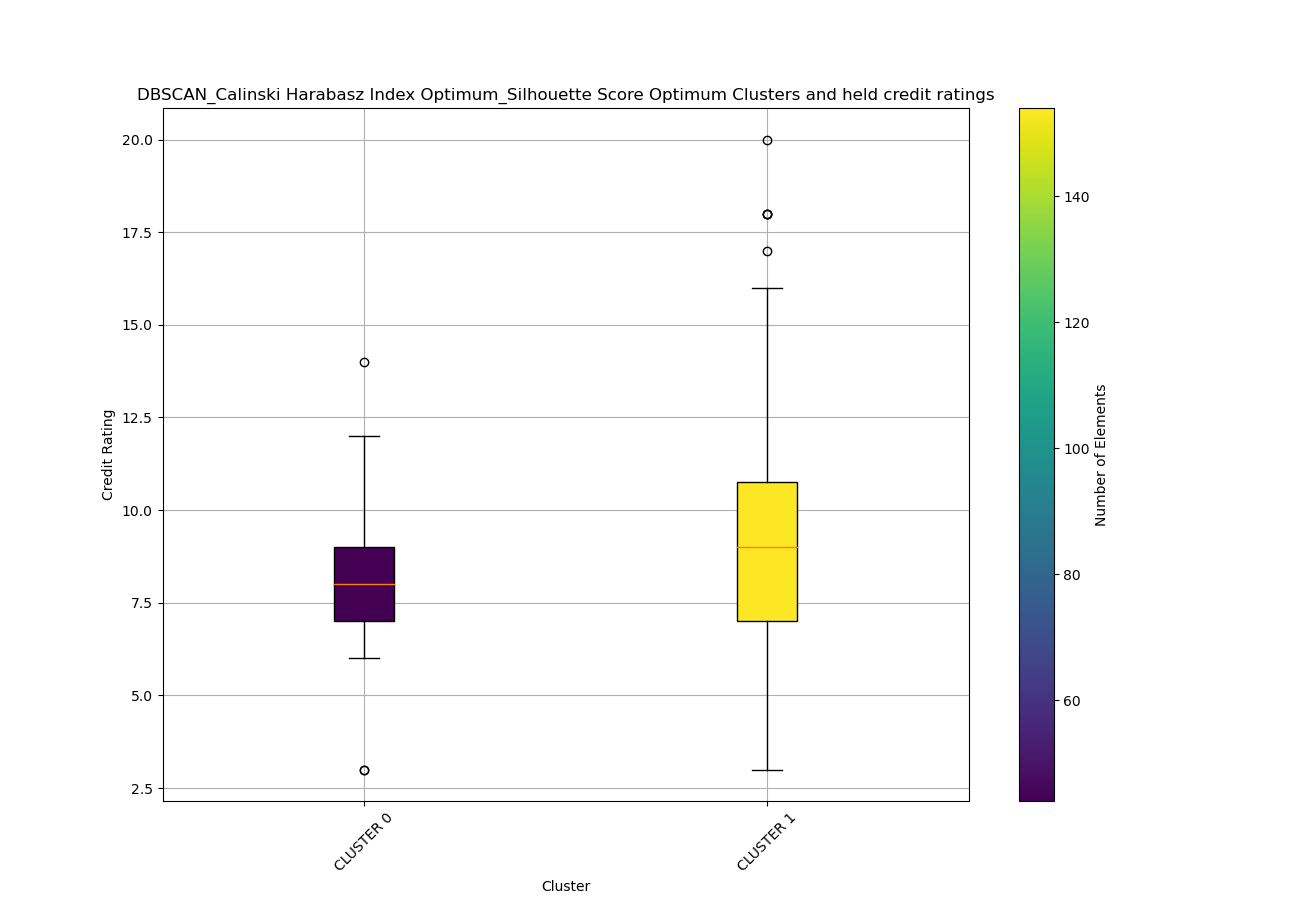 DBSCAN_Calinski Harabasz Index Optimum_Silhouette Score Optimum Clusters and held credit ratings
Credit Rating
20.0
17.5
15.0
12.5
10.0
7.5
5.0
2.5
CLUSTER 0
CLUSTER 1
Cluster
140
120
100
80
60
Number of Elements